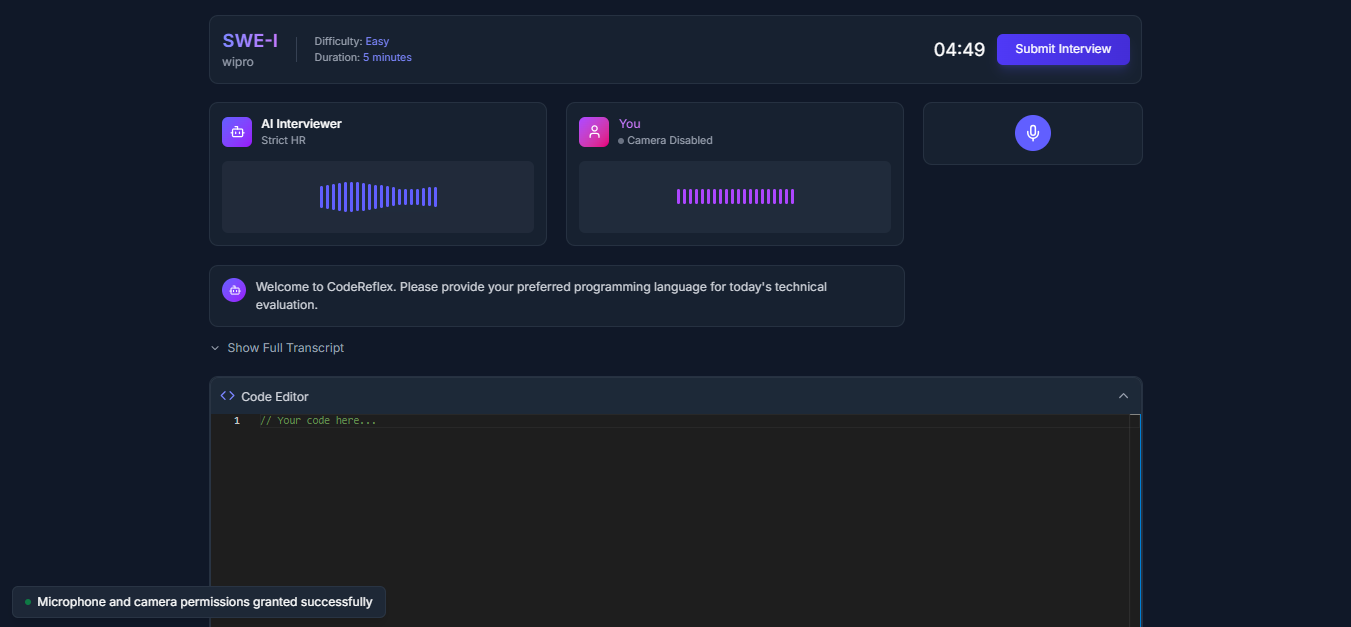 SWE-I
wipro
Difficulty: Easy
Duration: 5 minutes
04:49
Submit Interview
AI Interviewer
Strict HR
You
Camera Disabled
Welcome to CodeReflex. Please provide your preferred programming language for today's technical
evaluation.
Show Full Transcript
Code Editor
1 // Your code here...
Microphone and camera permissions granted successfully